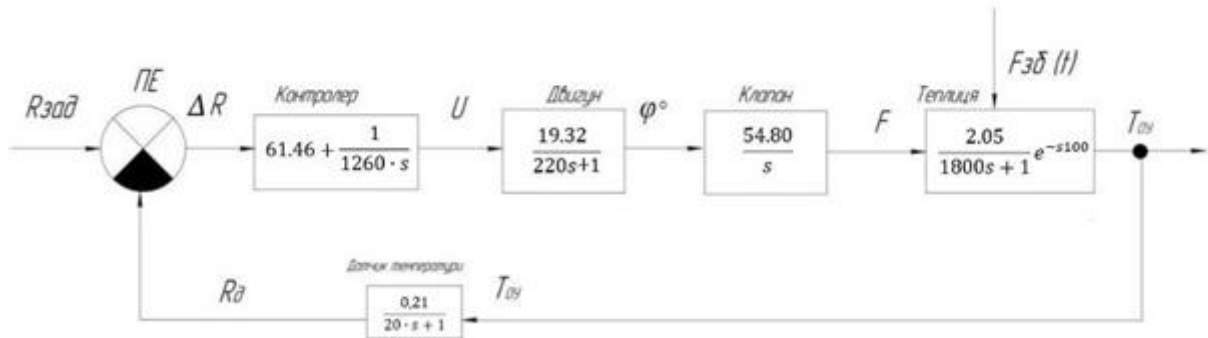 Fзб (t)
ПЕ
Rзад
Δ R
Контролер
61.46 + 1 / 1260 · s
U
Двигун
19.32 / 220s+1
φ°
Клапан
54.80 / s
F
Теплиця
2.05 / 1800s + 1 e^-s100
Tоу
Датчик температури
Rд
0,21 / 20 · s + 1
Tоу